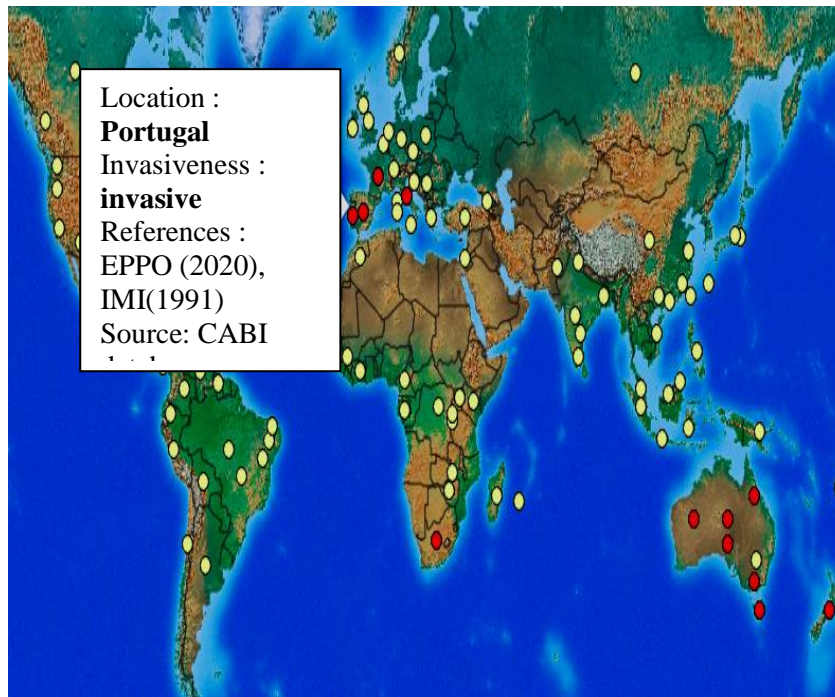 Location :
Portugal
Invasiveness :
invasive
References :
EPPO (2020),
IMI(1991)
Source: CABI